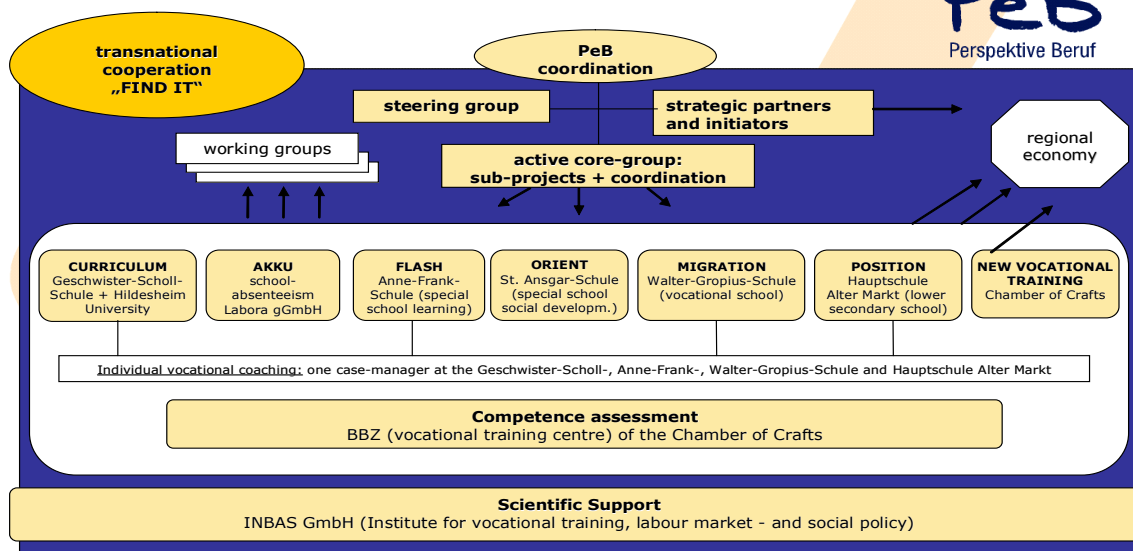 PeB
Perspektive Beruf
transnational
cooperation
„FIND IT“
PeB
coordination
steering group
strategic partners
and initiators
regional
economy
working groups
active core-group:
sub-projects + coordination
CURRICULUM
Geschwister-Scholl-
Schule + Hildesheim
University
AKKU
school-
absenteeism
Labora gGmbH
FLASH
Anne-Frank-
Schule (special
school learning)
ORIENT
St. Ansgar-Schule
(special school
social developm.)
MIGRATION
Walter-Gropius-Schule
(vocational school)
POSITION
Hauptschule
Alter Markt (lower
secondary school)
NEW VOCATIONAL
TRAINING
Chamber of Crafts
Individual vocational coaching: one case-manager at the Geschwister-Scholl-, Anne-Frank-, Walter-Gropius-Schule and Hauptschule Alter Markt
Competence assessment
BBZ (vocational training centre) of the Chamber of Crafts
Scientific Support
INBAS GmbH (Institute for vocational training, labour market - and social policy)